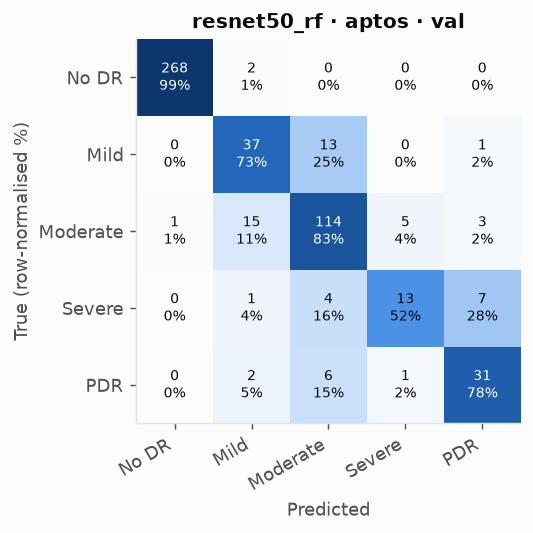 resnet50_rf · aptos · val
True (row-normalised %)
No DR
268 2 0 0 0
99% 1% 0% 0% 0%
Mild
0 37 13 0 1
0% 73% 25% 0% 2%
Moderate
1 15 114 5 3
1% 11% 83% 4% 2%
Severe
0 1 4 13 7
0% 4% 16% 52% 28%
PDR
0 2 6 1 31
0% 5% 15% 2% 78%
No DR Mild Moderate Severe PDR
Predicted